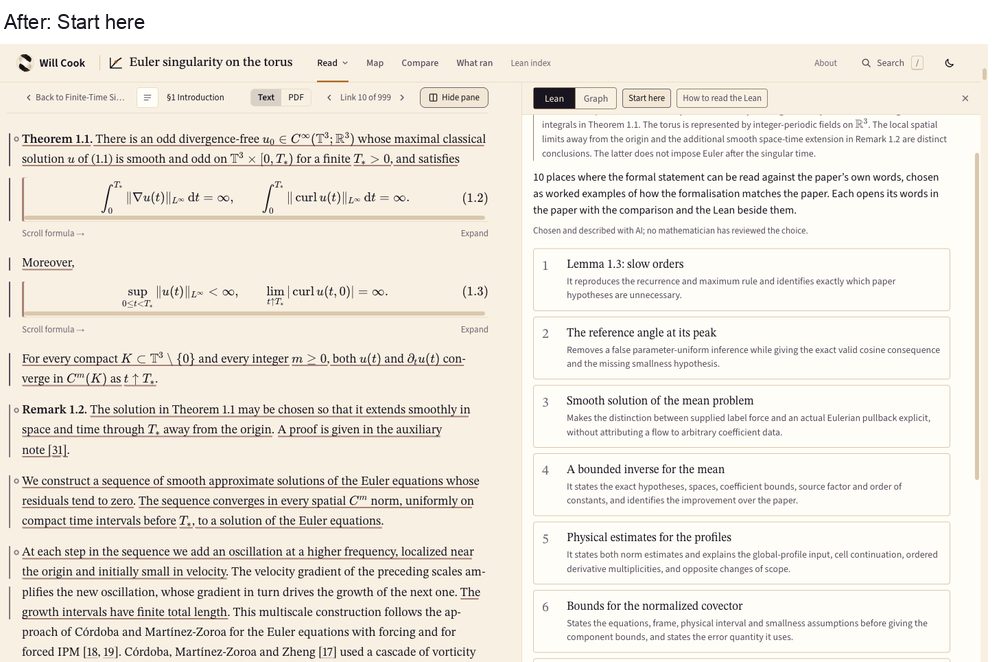 After: Start here
Will Cook
Euler singularity on the torus
Read
Map
Compare
What ran
Lean index
About
Search
/
Back to Finite-Time Si...
§1 Introduction
Text
PDF
Link 10 of 999
Hide pane
Theorem 1.1. There is an odd divergence-free u₀ ∈ C^∞(𝕋³; ℝ³) whose maximal classical
solution u of (1.1) is smooth and odd on 𝕋³ × [0, T∗) for a finite T∗ > 0, and satisfies
∫₀^{T∗} ‖∇u(t)‖_{L^∞} dt = ∞, ∫₀^{T∗} ‖ curl u(t)‖_{L^∞} dt = ∞. (1.2)
Scroll formula →
Expand
Moreover,
sup_{0≤t<T∗} ‖u(t)‖_{L^∞} < ∞, lim_{t↑T∗} | curl u(t, 0)| = ∞. (1.3)
Scroll formula →
Expand
For every compact K ⊂ 𝕋³ \ {0} and every integer m ≥ 0, both u(t) and ∂ₜu(t) con-
verge in C^m(K) as t ↑ T∗.
Remark 1.2. The solution in Theorem 1.1 may be chosen so that it extends smoothly in
space and time through T∗ away from the origin. A proof is given in the auxiliary
note [31].
We construct a sequence of smooth approximate solutions of the Euler equations whose
residuals tend to zero. The sequence converges in every spatial C^m norm, uniformly on
compact time intervals before T∗, to a solution of the Euler equations.
At each step in the sequence we add an oscillation at a higher frequency, localized near
the origin and initially small in velocity. The velocity gradient of the preceding scales am-
plifies the new oscillation, whose gradient in turn drives the growth of the next one. The
growth intervals have finite total length. This multiscale construction follows the ap-
proach of Córdoba and Martínez-Zoroa for the Euler equations with forcing and for
forced IPM [18, 19]. Córdoba, Martínez-Zoroa and Zheng [17] used a cascade of vorticity
Lean
Graph
Start here
How to read the Lean
×
integrals in Theorem 1.1. The torus is represented by integer-periodic fields on ℝ³. The local spatial
limits away from the origin and the additional smooth space-time extension in Remark 1.2 are distinct
conclusions. The latter does not impose Euler after the singular time.
10 places where the formal statement can be read against the paper's own words, chosen
as worked examples of how the formalisation matches the paper. Each opens its words in
the paper with the comparison and the Lean beside them.
Chosen and described with AI; no mathematician has reviewed the choice.
1 Lemma 1.3: slow orders
It reproduces the recurrence and maximum rule and identifies exactly which paper
hypotheses are unnecessary.
2 The reference angle at its peak
Removes a false parameter-uniform inference while giving the exact valid cosine consequence
and the missing smallness hypothesis.
3 Smooth solution of the mean problem
Makes the distinction between supplied label force and an actual Eulerian pullback explicit,
without attributing a flow to arbitrary coefficient data.
4 A bounded inverse for the mean
It states the exact hypotheses, spaces, coefficient bounds, source factor and order of
constants, and identifies the improvement over the paper.
5 Physical estimates for the profiles
It states both norm estimates and explains the global-profile input, cell continuation, ordered
derivative multiplicities, and opposite changes of scope.
6 Bounds for the normalized covector
States the equations, frame, physical interval and smallness assumptions before giving the
component bounds, and states the error quantity it uses.